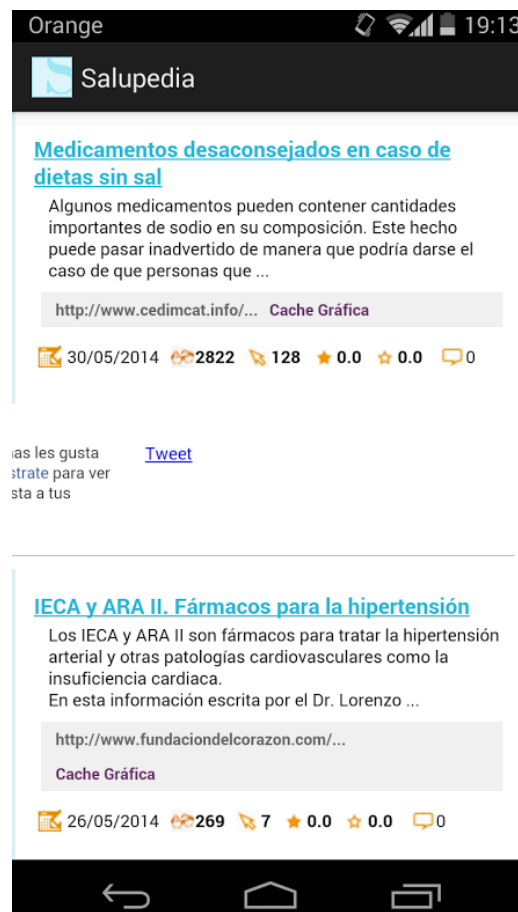 Orange 19:13
Salupedia
Medicamentos desaconsejados en caso de
dietas sin sal
Algunos medicamentos pueden contener cantidades
importantes de sodio en su composición. Este hecho
puede pasar inadvertido de manera que podría darse el
caso de que personas que ...
http://www.cedimcat.info/... Cache Gráfica
30/05/2014 2822 128 0.0 0.0 0
les gusta Tweet
para ver
a tus
IECA y ARA II. Fármacos para la hipertensión
Los IECA y ARA II son fármacos para tratar la hipertensión
arterial y otras patologías cardiovasculares como la
insuficiencia cardiaca.
En esta información escrita por el Dr. Lorenzo ...
http://www.fundaciondelcorazon.com/...
Cache Gráfica
26/05/2014 269 7 0.0 0.0 0